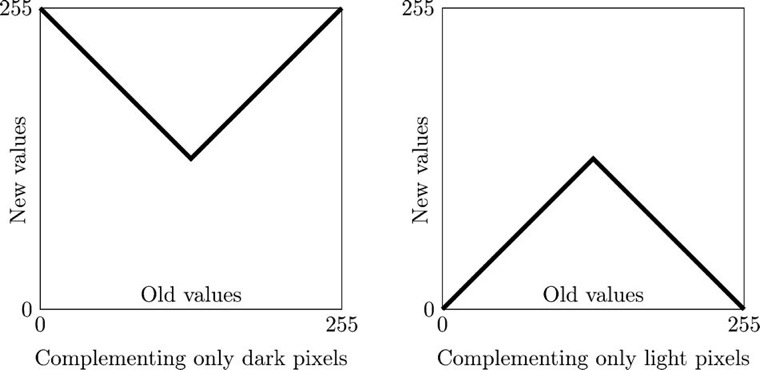 255
New values
Old values
0
0
255
Complementing only dark pixels
255
New values
Old values
0
0
255
Complementing only light pixels